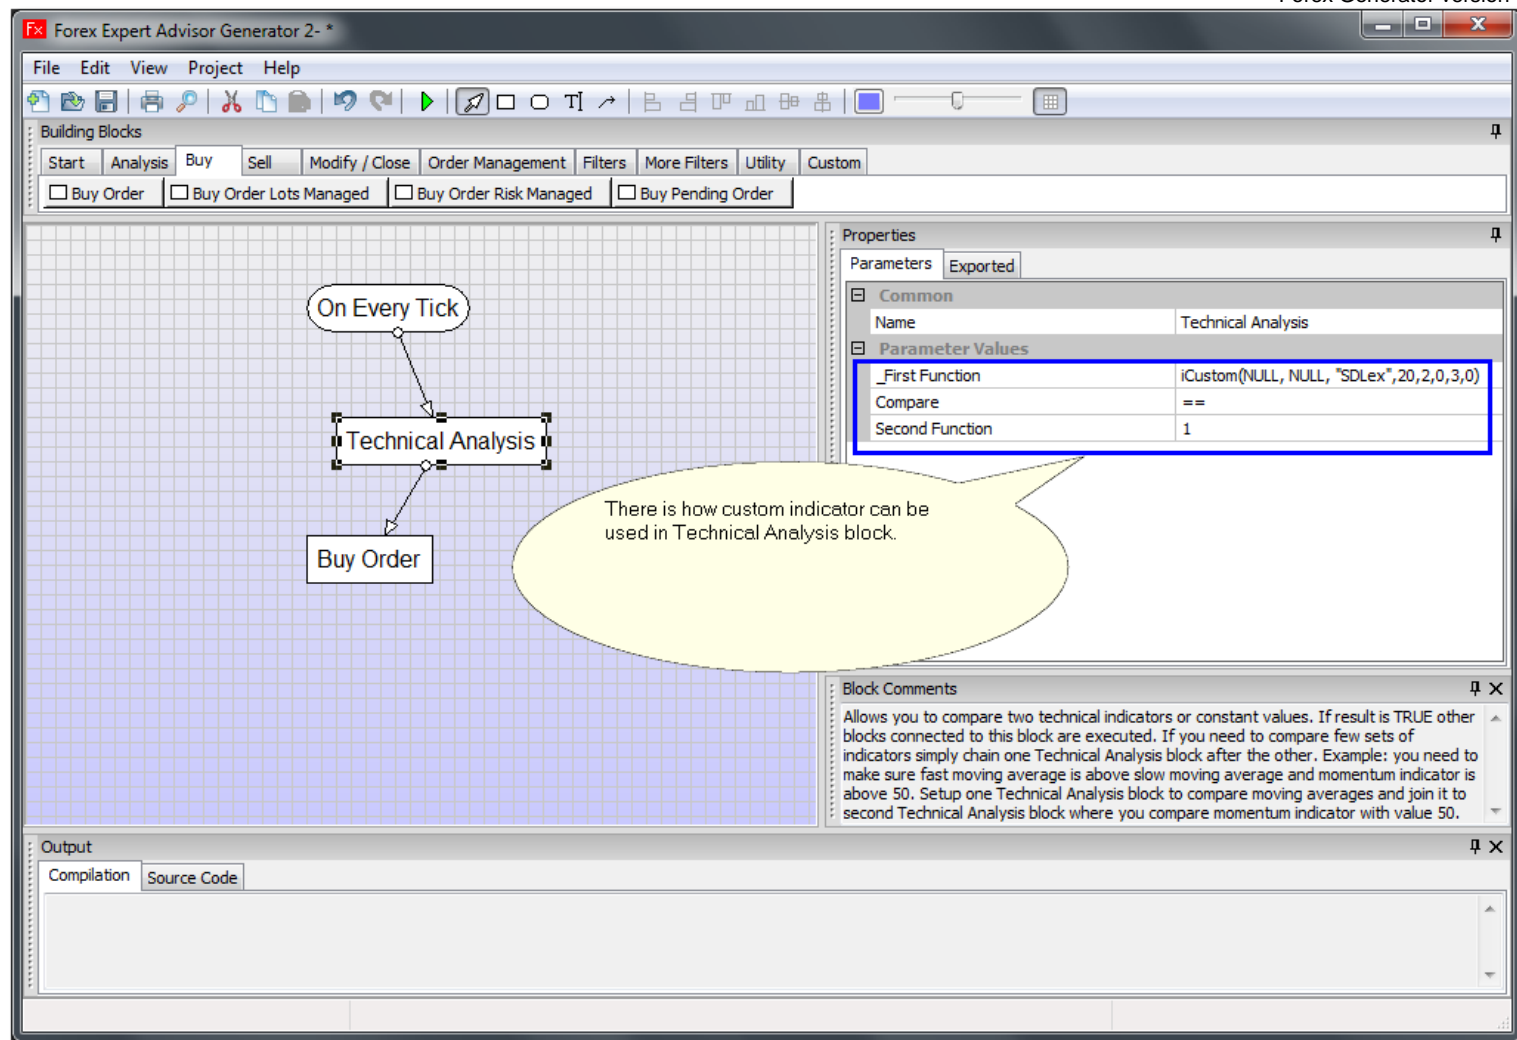 Forex Generator version
Fx Forex Expert Advisor Generator 2- *
File Edit View Project Help
Building Blocks
Start Analysis Buy Sell Modify / Close Order Management Filters More Filters Utility Custom
Buy Order Buy Order Lots Managed Buy Order Risk Managed Buy Pending Order
On Every Tick
Technical Analysis
Buy Order
Properties
Parameters Exported
Common
Name Technical Analysis
Parameter Values
_First Function iCustom(NULL, NULL, "SDLex",20,2,0,3,0)
Compare ==
Second Function 1
There is how custom indicator can be
used in Technical Analysis block.
Block Comments
Allows you to compare two technical indicators or constant values. If result is TRUE other
blocks connected to this block are executed. If you need to compare few sets of
indicators simply chain one Technical Analysis block after the other. Example: you need to
make sure fast moving average is above slow moving average and momentum indicator is
above 50. Setup one Technical Analysis block to compare moving averages and join it to
second Technical Analysis block where you compare momentum indicator with value 50.
Output
Compilation Source Code